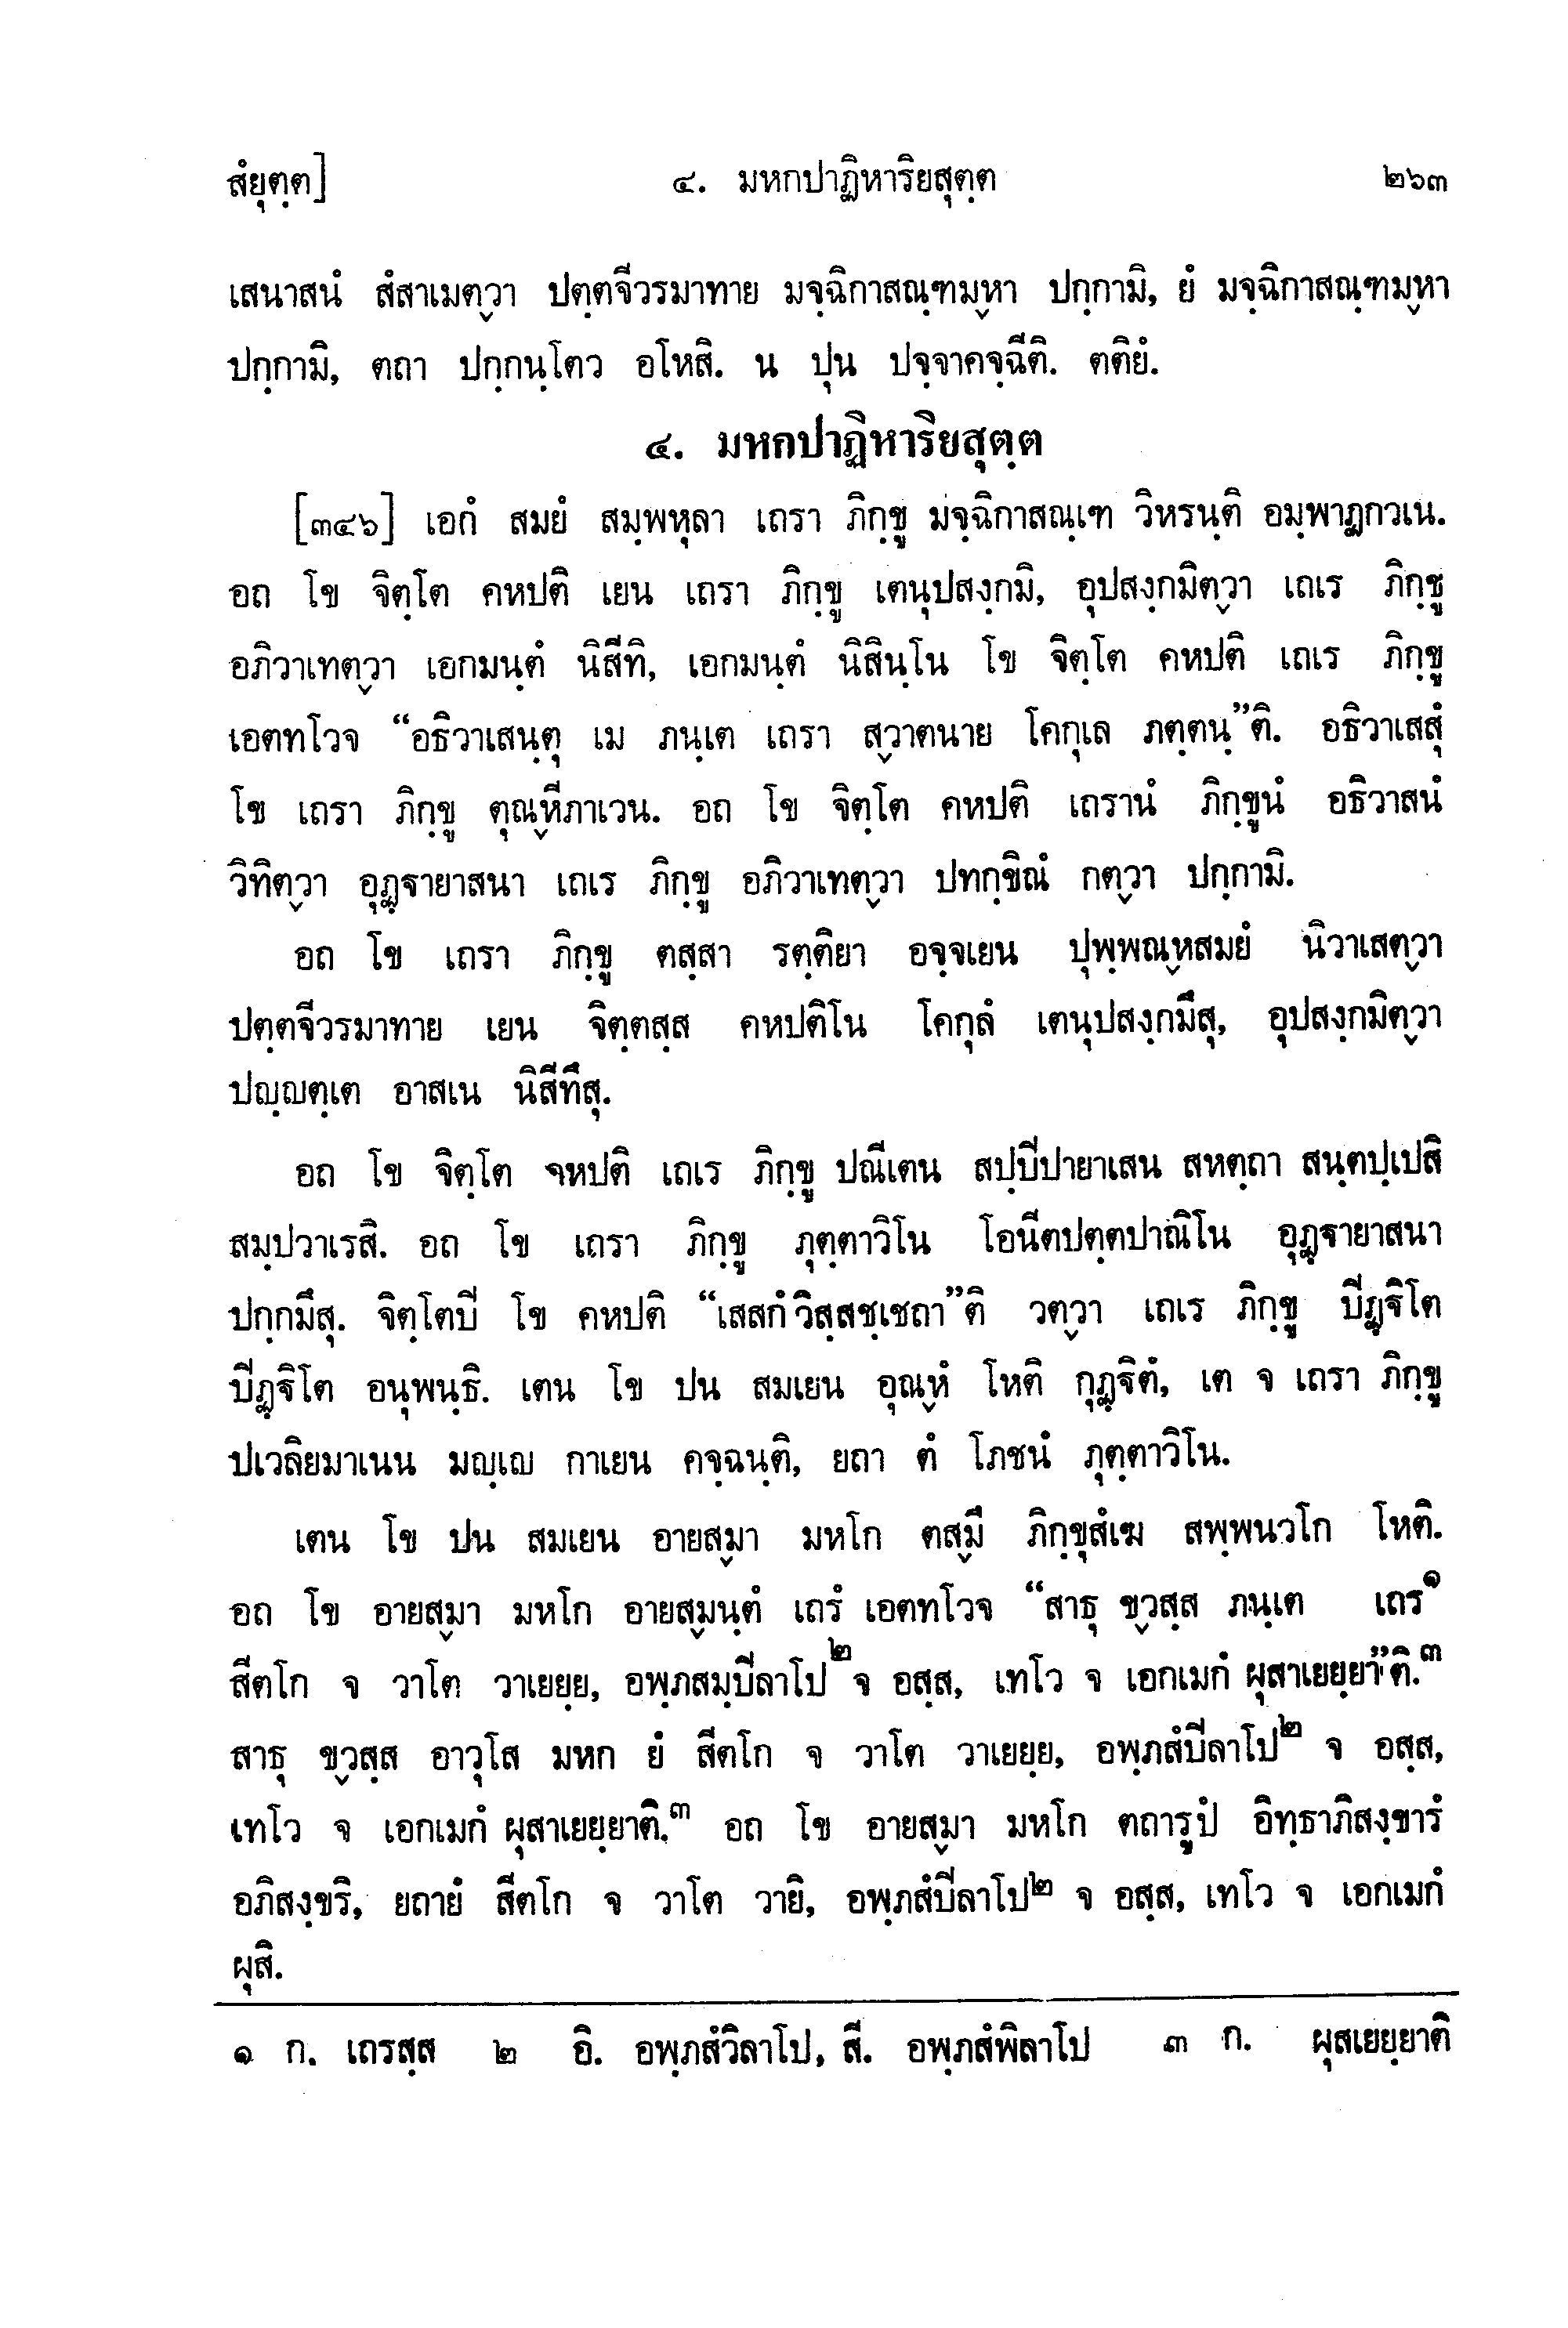 สํยุตฺต] ๔. มหกปาฏิหาริยสุตฺต ๒๖๓
เสนาสนํ สํสาเมตฺวา ปตฺตจีวรมาทาย มจฺฉิกาสณฺฑมฺหา ปกฺกามิ, ยํ มจฺฉิกาสณฺฑมฺหา
ปกฺกามิ, ตถา ปกฺกนฺโตว อโหสิ. น ปุน ปจฺจาคจฺฉีติ. ตติยํ.
๔. มหกปาฏิหาริยสุตฺต
[๓๔๖] เอกํ สมยํ สมฺพหุลา เถรา ภิกฺขู มจฺฉิกาสณฺเฑ วิหรนฺติ อมฺพาฏกวเน.
อถ โข จิตฺโต คหปติ เยน เถรา ภิกฺขู เตนุปสงฺกมิ, อุปสงฺกมิตฺวา เถเร ภิกฺขู
อภิวาเทตฺวา เอกมนฺตํ นิสีทิ, เอกมนฺตํ นิสินฺโน โข จิตฺโต คหปติ เถเร ภิกฺขู
เอตทโวจ “อธิวาเสนฺตุ เม ภนฺเต เถรา สฺวาตนาย โคกุเล ภตฺตนฺ”ติ. อธิวาเสสุํ
โข เถรา ภิกฺขู ตุณฺหีภาเวน. อถ โข จิตฺโต คหปติ เถรานํ ภิกฺขูนํ อธิวาสนํ
วิทิตฺวา อุฏฺฐายาสนา เถเร ภิกฺขู อภิวาเทตฺวา ปทกฺขิณํ กตฺวา ปกฺกามิ.
อถ โข เถรา ภิกฺขู ตสฺสา รตฺติยา อจฺจเยน ปุพฺพณฺหสมยํ นิวาเสตฺวา
ปตฺตจีวรมาทาย เยน จิตฺตสฺส คหปติโน โคกุลํ เตนุปสงฺกมึสุ, อุปสงฺกมิตฺวา
ปญฺญตฺเต อาสเน นิสีทึสุ.
อถ โข จิตฺโต คหปติ เถเร ภิกฺขู ปณีเตน สปฺปีปายาเสน สหตฺถา สนฺตปฺเปสิ
สมฺปวาเรสิ. อถ โข เถรา ภิกฺขู ภุตฺตาวิโน โอนีตปตฺตปาณิโน อุฏฺฐายาสนา
ปกฺกมึสุ. จิตฺโตปี โข คหปติ “เสสกํ วิสฺสชฺเชถา”ติ วตฺวา เถเร ภิกฺขู ปีฏฺฐิโต
ปีฏฺฐิโต อนุพนฺธิ. เตน โข ปน สมเยน อุณฺหํ โหติ กุฏฺฐิตํ, เต จ เถรา ภิกฺขู
ปเวลิยมาเนน มญฺเญ กาเยน คจฺฉนฺติ, ยถา ตํ โภชนํ ภุตฺตาวิโน.
เตน โข ปน สมเยน อายสฺมา มหโก ตสฺมึ ภิกฺขุสํเฆ สพฺพนวโก โหติ.
อถ โข อายสฺมา มหโก อายสฺมนฺตํ เถรํ เอตทโวจ “สาธุ ขฺวสฺส ภนฺเต เถร๑
สีตโก จ วาโต วาเยยฺย, อพฺภสมฺปีลาโป๒ จ อสฺส, เทโว จ เอกเมกํ ผุสาเยยฺยา”ติ.๓
สาธุ ขฺวสฺส อาวุโส มหก ยํ สีตโก จ วาโต วาเยยฺย, อพฺภสํปีลาโป๒ จ อสฺส,
เทโว จ เอกเมกํ ผุสาเยยฺยาติ.๓ อถ โข อายสฺมา มหโก ตถารูปํ อิทฺธาภิสงฺขารํ
อภิสงฺขริ, ยถายํ สีตโก จ วาโต วายิ, อพฺภสํปีลาโป๒ จ อสฺส, เทโว จ เอกเมกํ
ผุสิ.
๑ ก. เถรสฺส ๒ อิ. อพฺภสํวิลาโป, สี. อพฺภสํพิลาโป ๓ ก. ผุสเยยฺยาติ